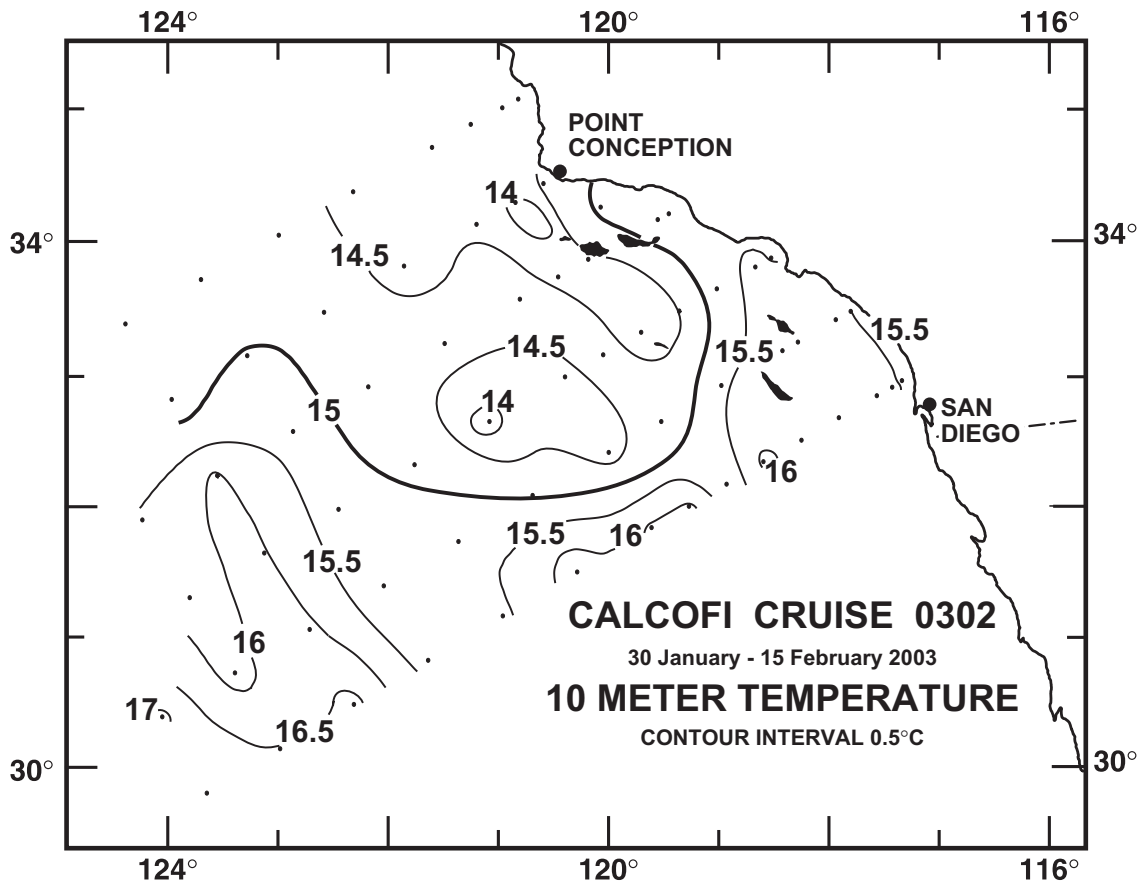 124° 120° 116°
POINT
CONCEPTION
14
34° 34°
14.5
15.5
14.5
15.5
14
15
SAN
DIEGO
16
15.5
16
15.5
CALCOFI CRUISE 0302
16
30 January - 15 February 2003
10 METER TEMPERATURE
17
16.5
CONTOUR INTERVAL 0.5°C
30° 30°
124° 120° 116°